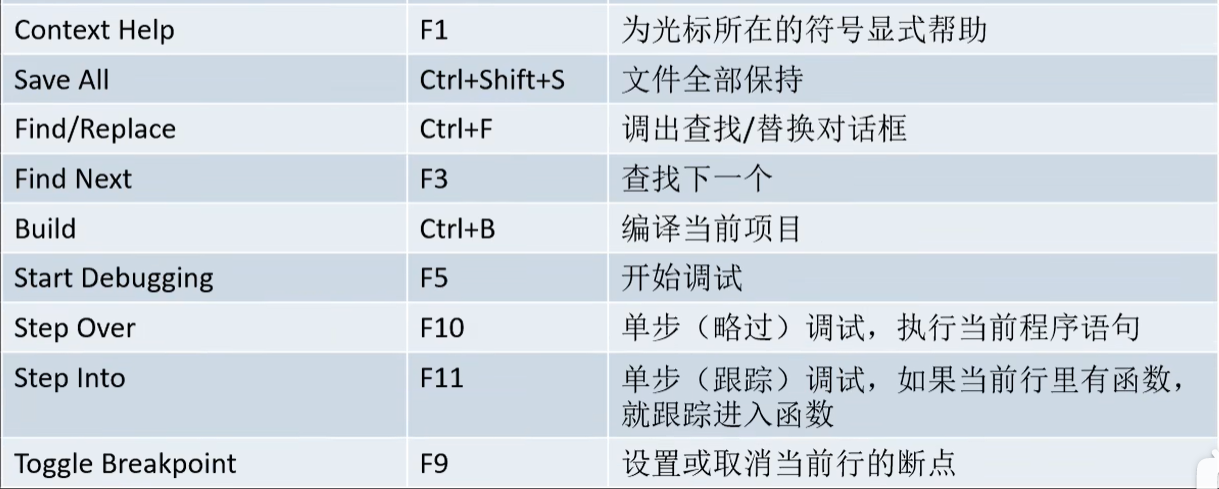 Context Help F1 为光标所在的符号显式帮助
Save All Ctrl+Shift+S 文件全部保持
Find/Replace Ctrl+F 调出查找/替换对话框
Find Next F3 查找下一个
Build Ctrl+B 编译当前项目
Start Debugging F5 开始调试
Step Over F10 单步（略过）调试，执行当前程序语句
Step Into F11 单步（跟踪）调试，如果当前行里有函数，
就跟踪进入函数
Toggle Breakpoint F9 设置或取消当前行的断点